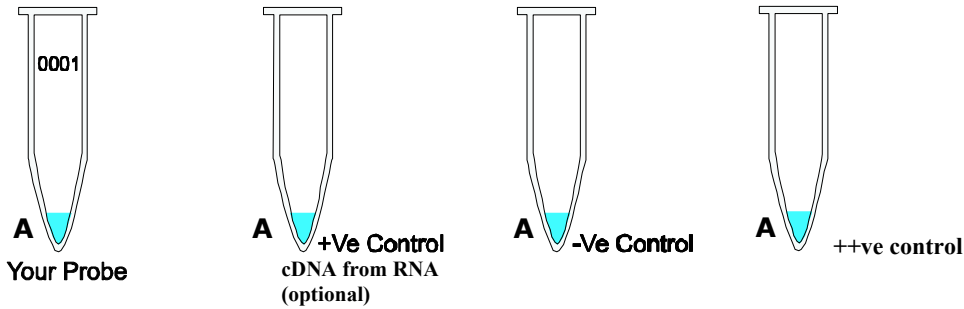 0001
A
Your Probe
A
+Ve Control
cDNA from RNA
(optional)
A
-Ve Control
A
++ve control